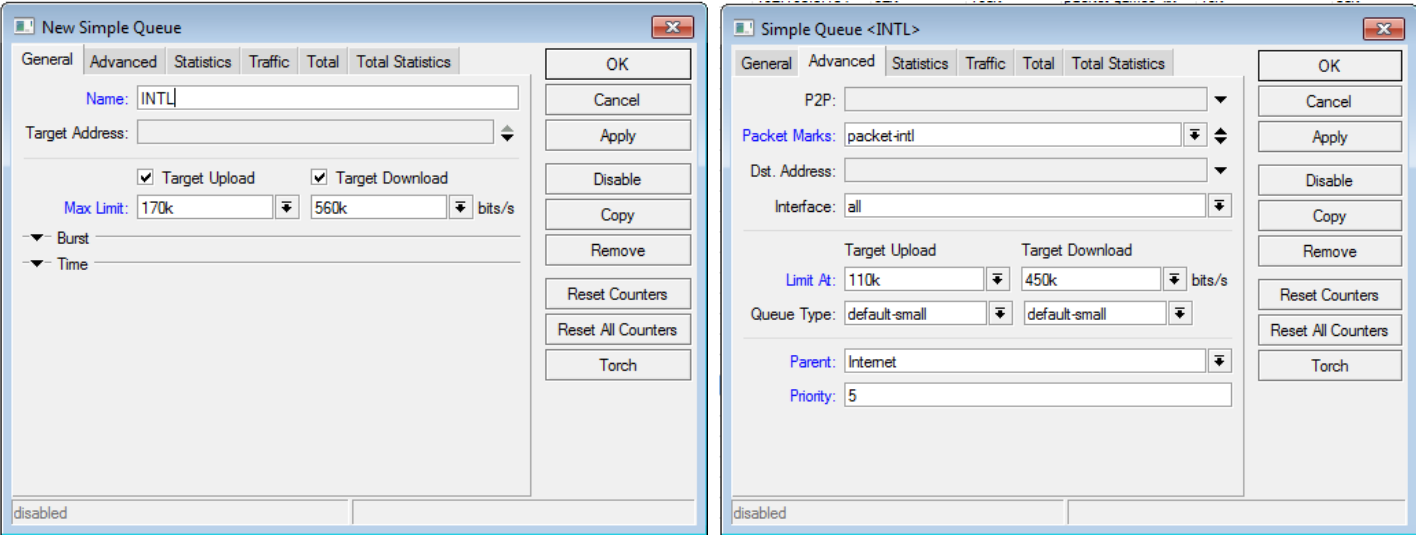 New Simple Queue
General Advanced Statistics Traffic Total Total Statistics
Name: INTL
Target Address:
Target Upload Target Download
Max Limit: 170k 560k bits/s
Burst
Time
OK
Cancel
Apply
Disable
Copy
Remove
Reset Counters
Reset All Counters
Torch
disabled
Simple Queue <INTL>
General Advanced Statistics Traffic Total Total Statistics
P2P:
Packet Marks: packet-intl
Dst. Address:
Interface: all
Target Upload Target Download
Limit At: 110k 450k bits/s
Queue Type: default-small default-small
Parent: Internet
Priority: 5
OK
Cancel
Apply
Disable
Copy
Remove
Reset Counters
Reset All Counters
Torch
disabled